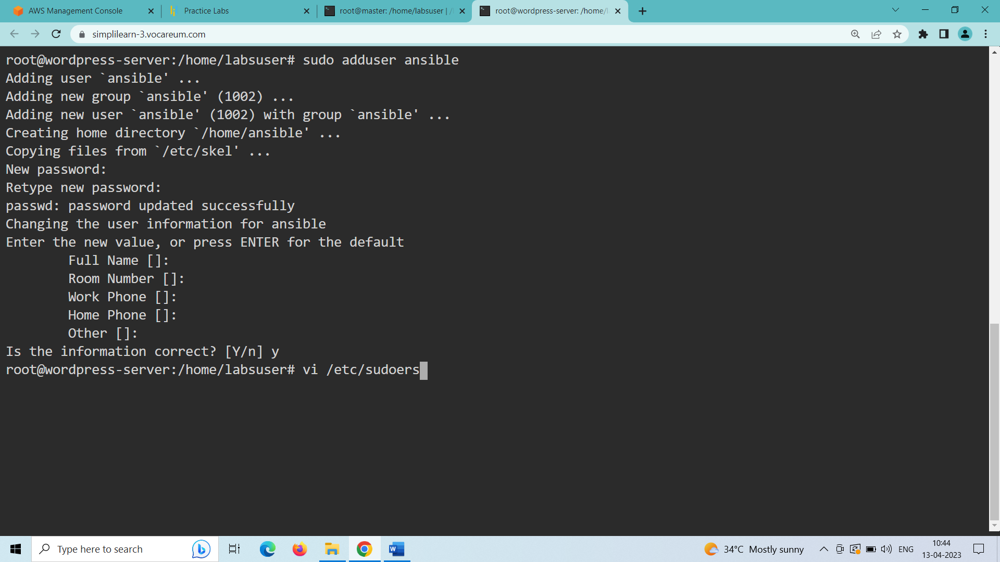 AWS Management Console
Practice Labs
root@master: /home/labsuser | /
root@wordpress-server: /home/l
simplilearn-3.vocareum.com
root@wordpress-server:/home/labsuser# sudo adduser ansible
Adding user `ansible' ...
Adding new group `ansible' (1002) ...
Adding new user `ansible' (1002) with group `ansible' ...
Creating home directory `/home/ansible' ...
Copying files from `/etc/skel' ...
New password:
Retype new password:
passwd: password updated successfully
Changing the user information for ansible
Enter the new value, or press ENTER for the default
Full Name []:
Room Number []:
Work Phone []:
Home Phone []:
Other []:
Is the information correct? [Y/n] y
root@wordpress-server:/home/labsuser# vi /etc/sudoers
Type here to search
34°C Mostly sunny
ENG
10:44
13-04-2023